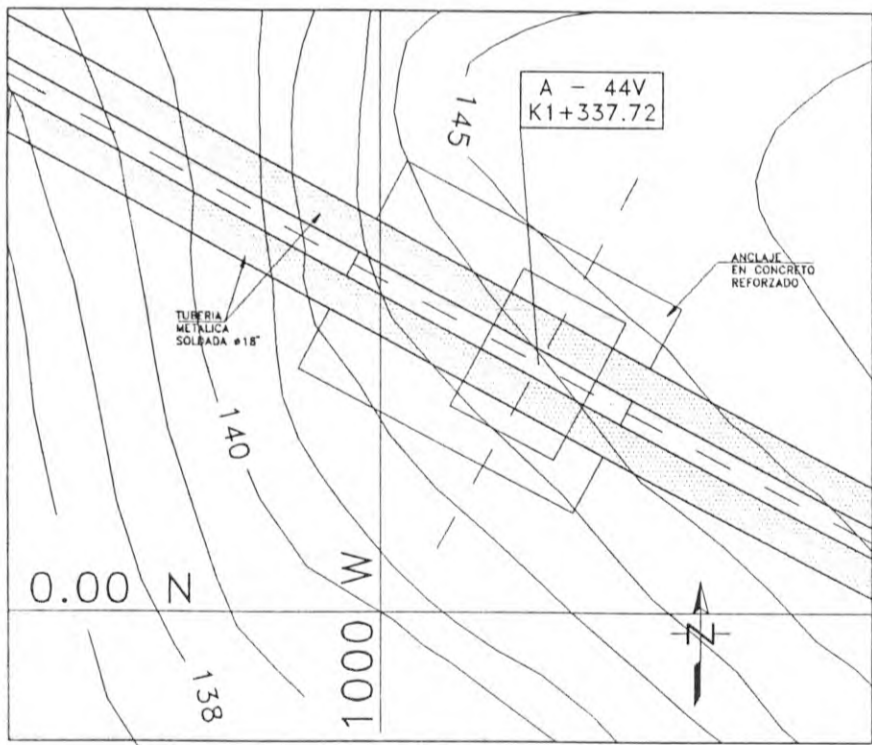 145
A - 44V
K1+337.72
ANCLAJE
EN CONCRETO
REFORZADO
TUBERIA
METALICA
SOLDADA ø18"
140
0.00 N
1000 W
N
138